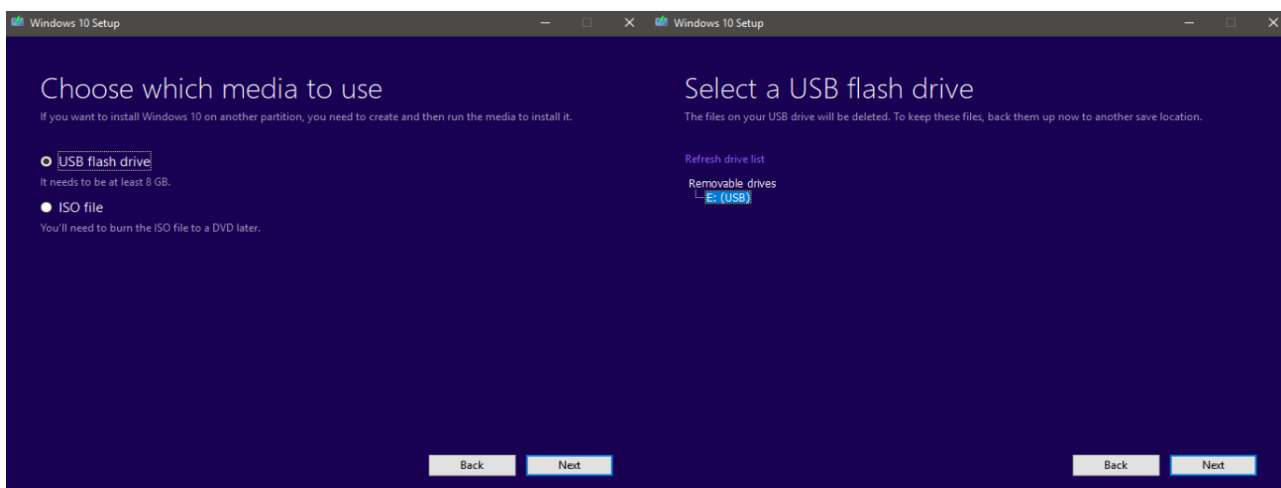 Windows 10 Setup
Choose which media to use
If you want to install Windows 10 on another partition, you need to create and then run the media to install it.
USB flash drive
It needs to be at least 8 GB.
ISO file
You'll need to burn the ISO file to a DVD later.
Back
Next
Windows 10 Setup
Select a USB flash drive
The files on your USB drive will be deleted. To keep these files, back them up now to another save location.
Refresh drive list
Removable drives
E: (USB)
Back
Next